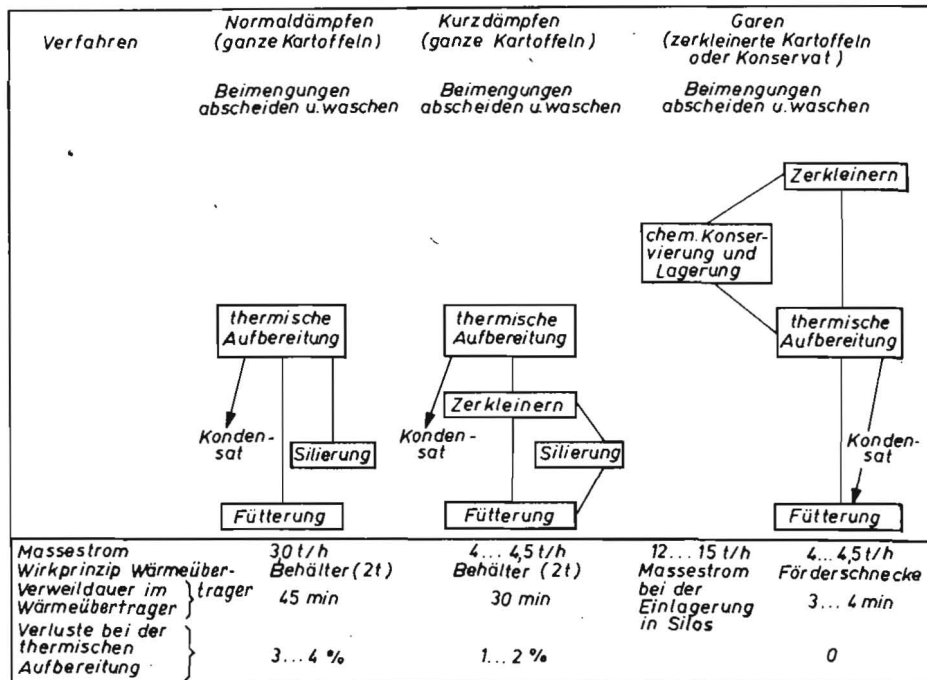 Verfahren
Normaldämpfen
(ganze Kartoffeln)
Kurzdämpfen
(ganze Kartoffeln)
Garen
(zerkleinerte Kartoffeln
oder Konservat)
Beimengungen
abscheiden u. waschen
Beimengungen
abscheiden u. waschen
Beimengungen
abscheiden u. waschen
Zerkleinern
chem. Konser-
vierung und
Lagerung
thermische
Aufbereitung
thermische
Aufbereitung
thermische
Aufbereitung
Zerkleinern
Konden-
sat
Silierung
Konden-
sat
Silierung
Konden-
sat
Fütterung
Fütterung
Fütterung
Massestrom
3,0 t/h
4...4,5 t/h
12...15 t/h
4...4,5 t/h
Wirkprinzip Wärmeüber-
trager
Behälter (2t)
Behälter (2t)
Massestrom
bei der
Einlagerung
in Silos
Förderschnecke
Verweildauer im
Wärmeübertrager
45 min
30 min
3...4 min
Verluste bei der
thermischen
Aufbereitung
3...4 %
1...2 %
0